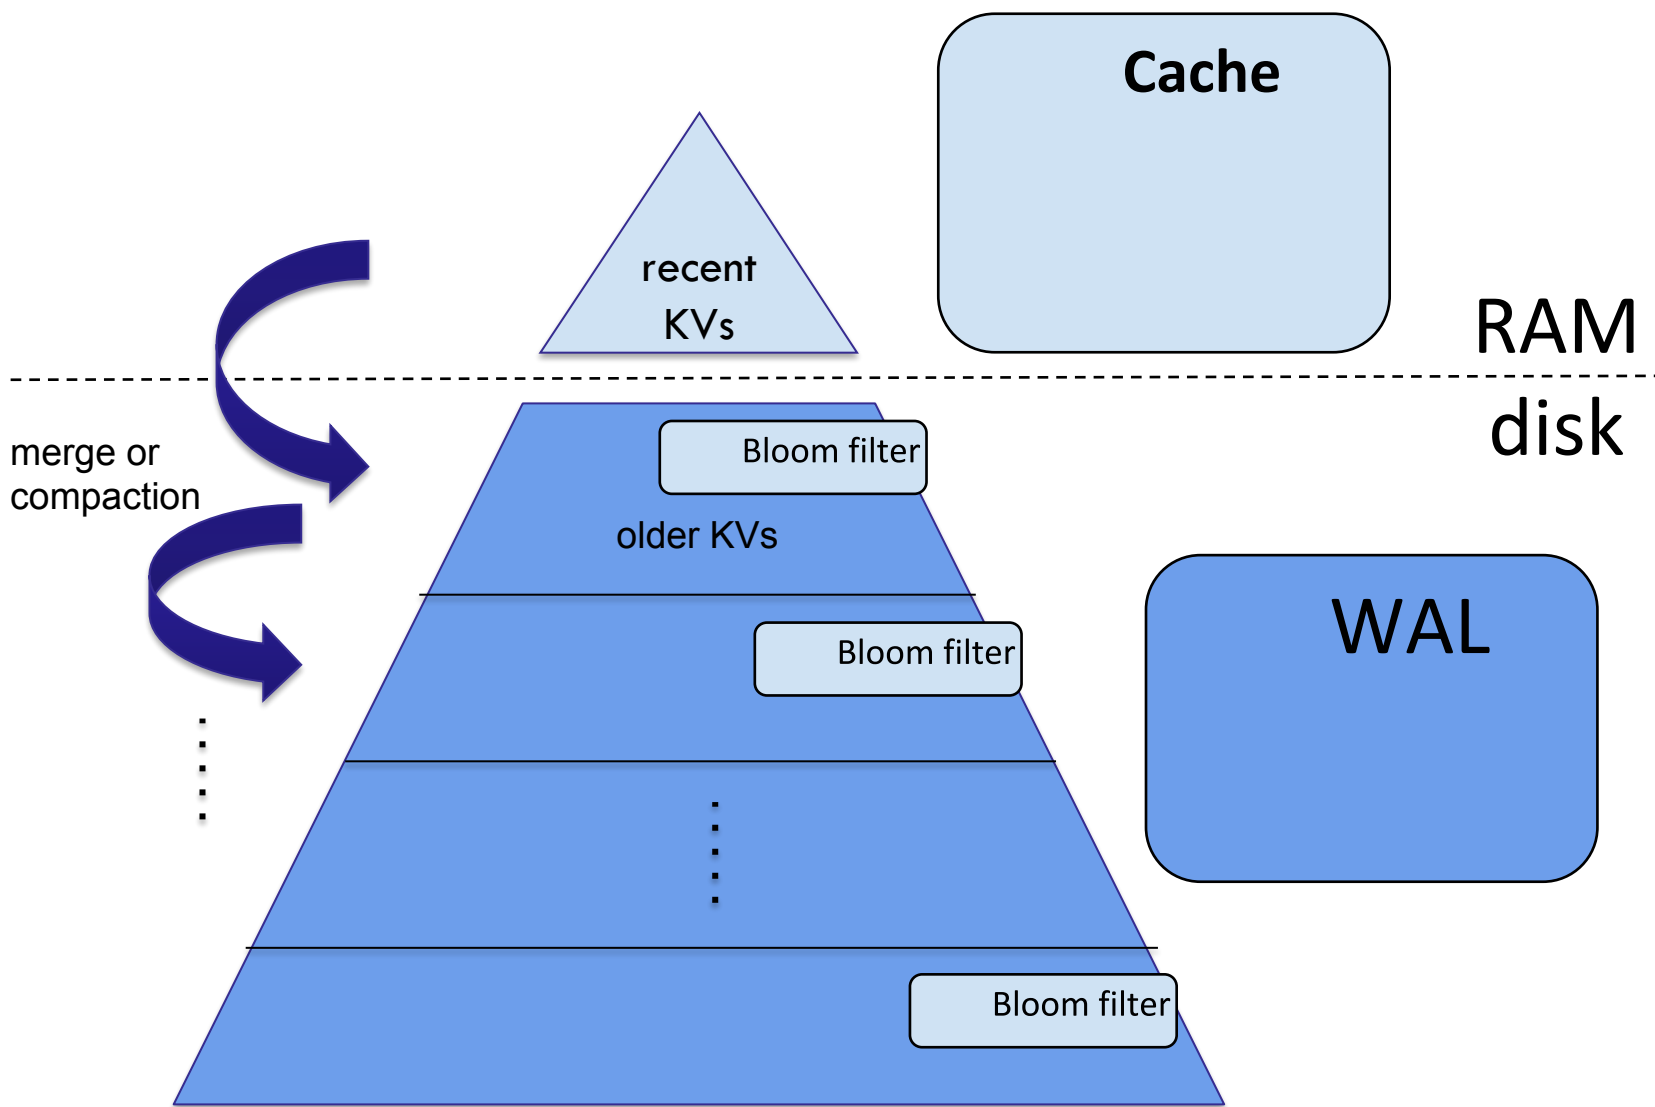 Cache
recent
KVs
RAM
disk
merge or
compaction
Bloom filter
older KVs
Bloom filter
WAL
Bloom filter